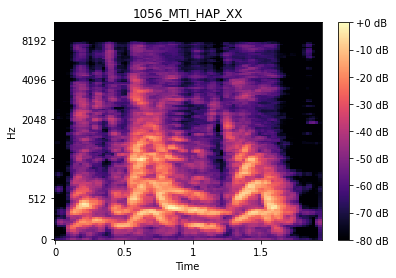 1056_MTI_HAP_XX
8192
4096
2048
1024
512
0
Hz
0
0.5
1
1.5
Time
+0 dB
-10 dB
-20 dB
-30 dB
-40 dB
-50 dB
-60 dB
-70 dB
-80 dB